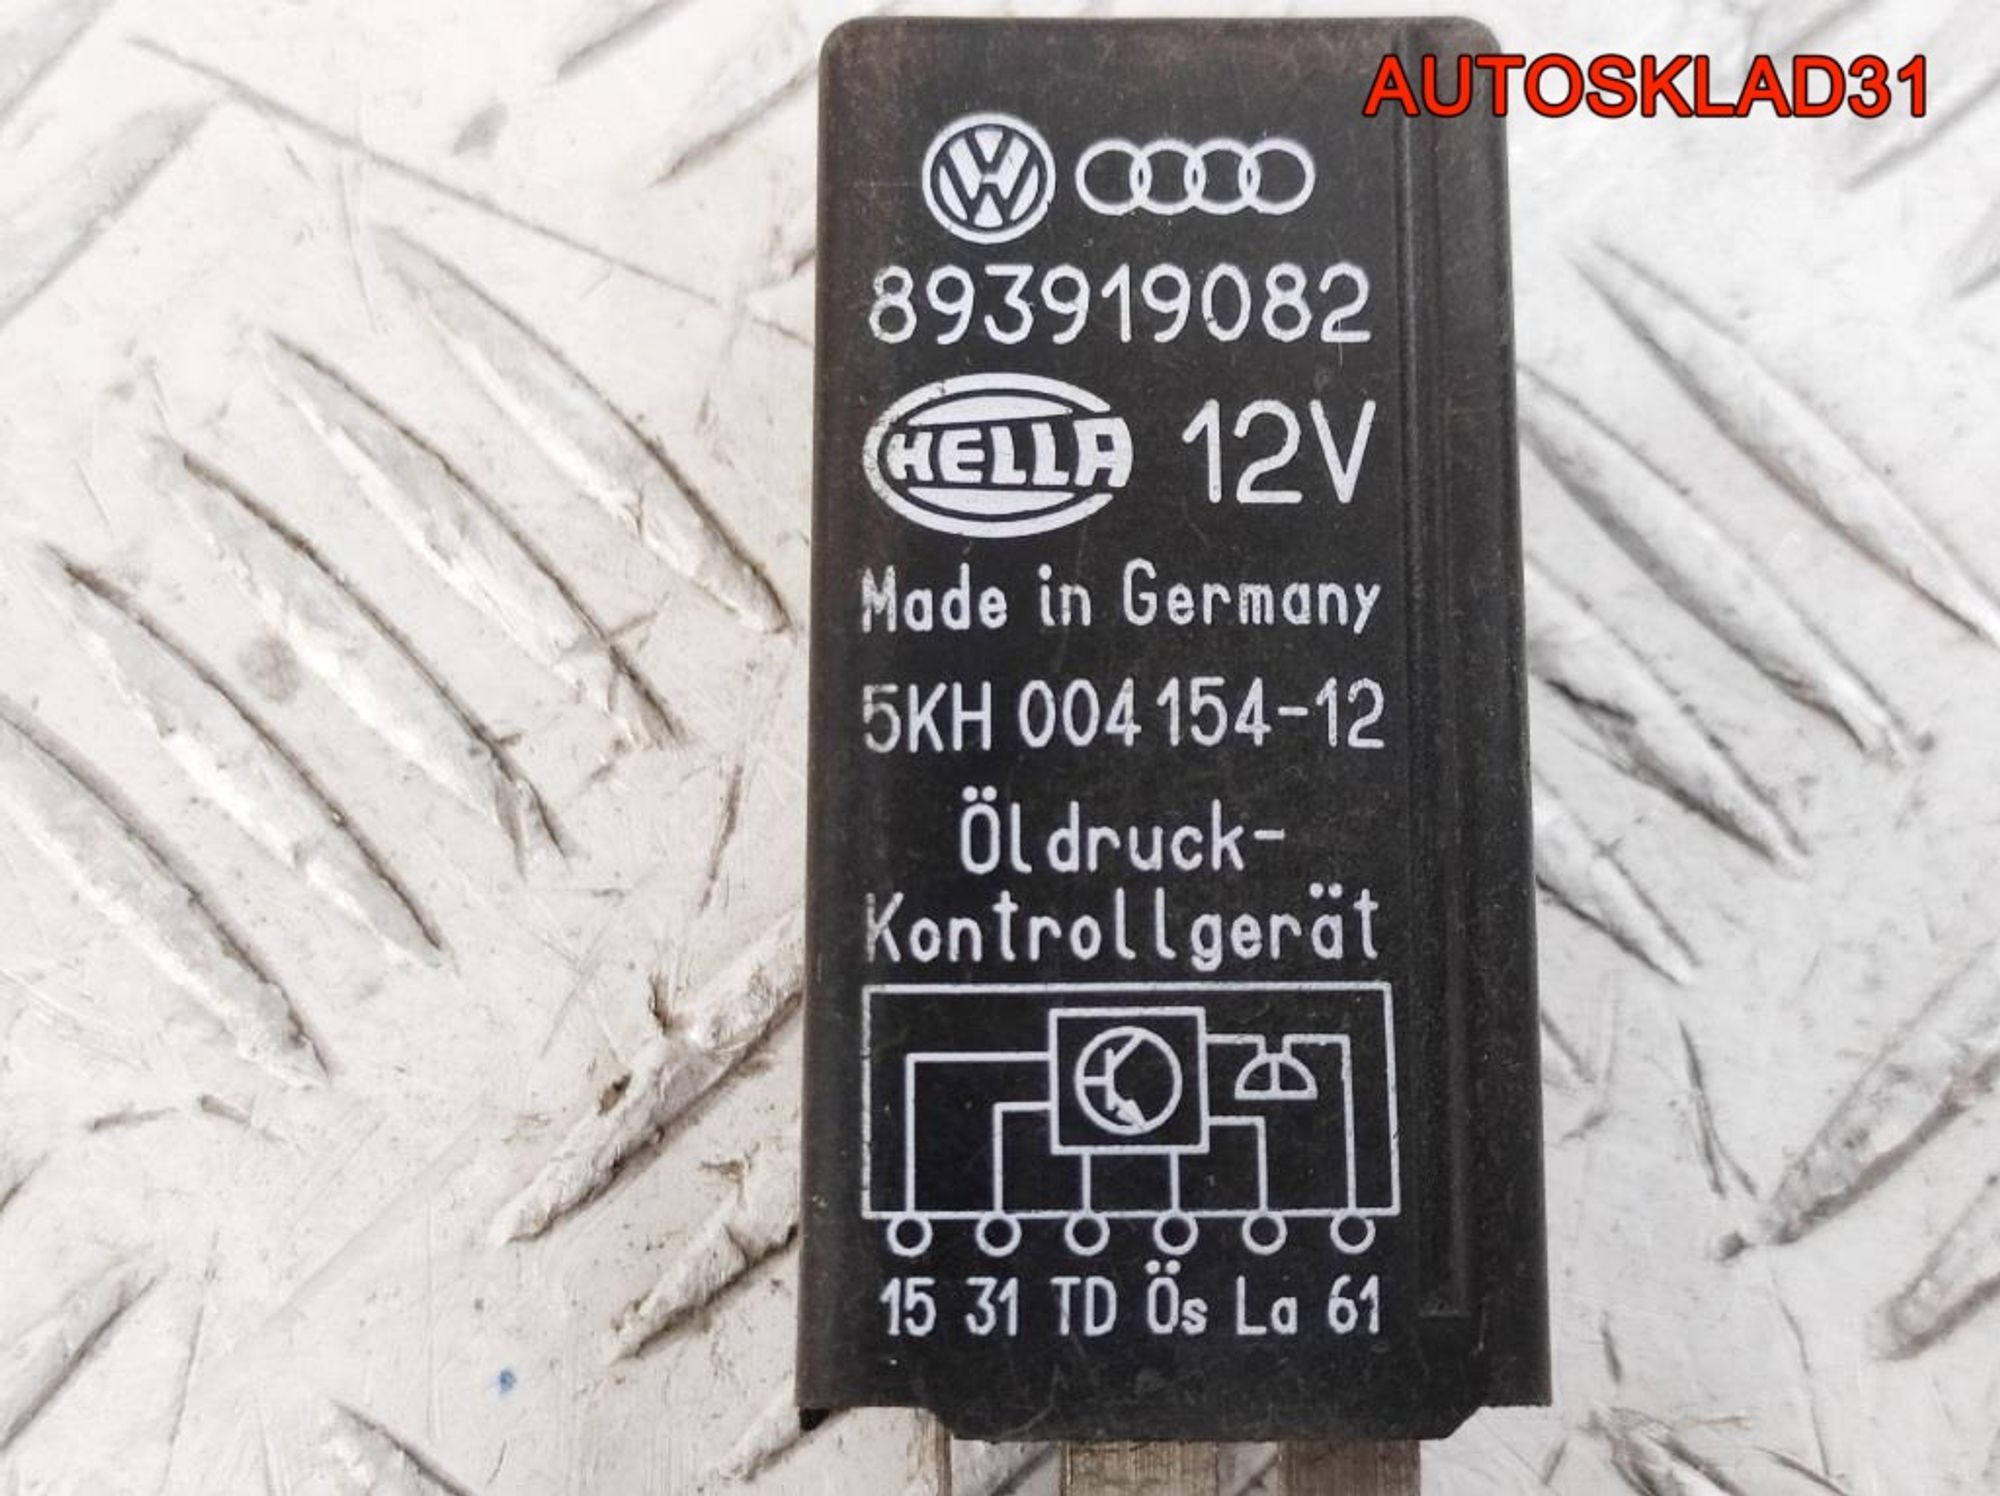 AUTOSKLAD31
893919082
HELLA 12V
Made in Germany
5KH 004 154-12
Öldruck-
Kontrollgerät
15 31 TD Ös La 61